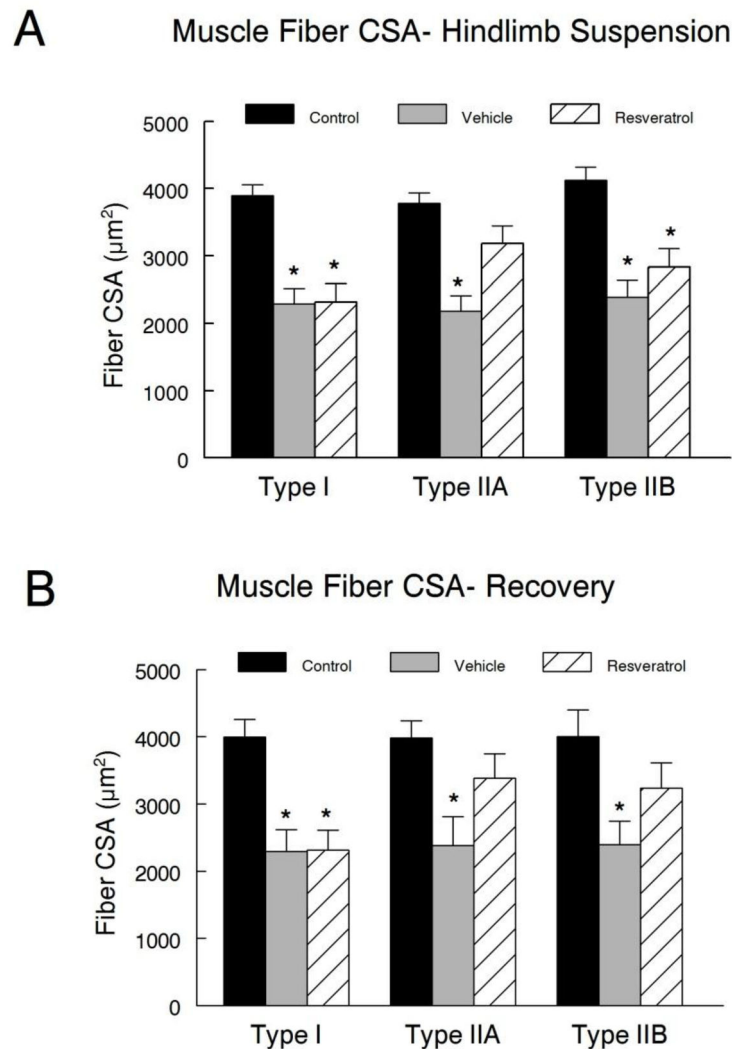 A
Muscle Fiber CSA- Hindlimb Suspension
Control Vehicle Resveratrol
5000
4000
3000
2000
1000
0
Fiber CSA (µm²)
* * * * *
Type I Type IIA Type IIB
B
Muscle Fiber CSA- Recovery
Control Vehicle Resveratrol
5000
4000
3000
2000
1000
0
Fiber CSA (µm²)
* * * *
Type I Type IIA Type IIB